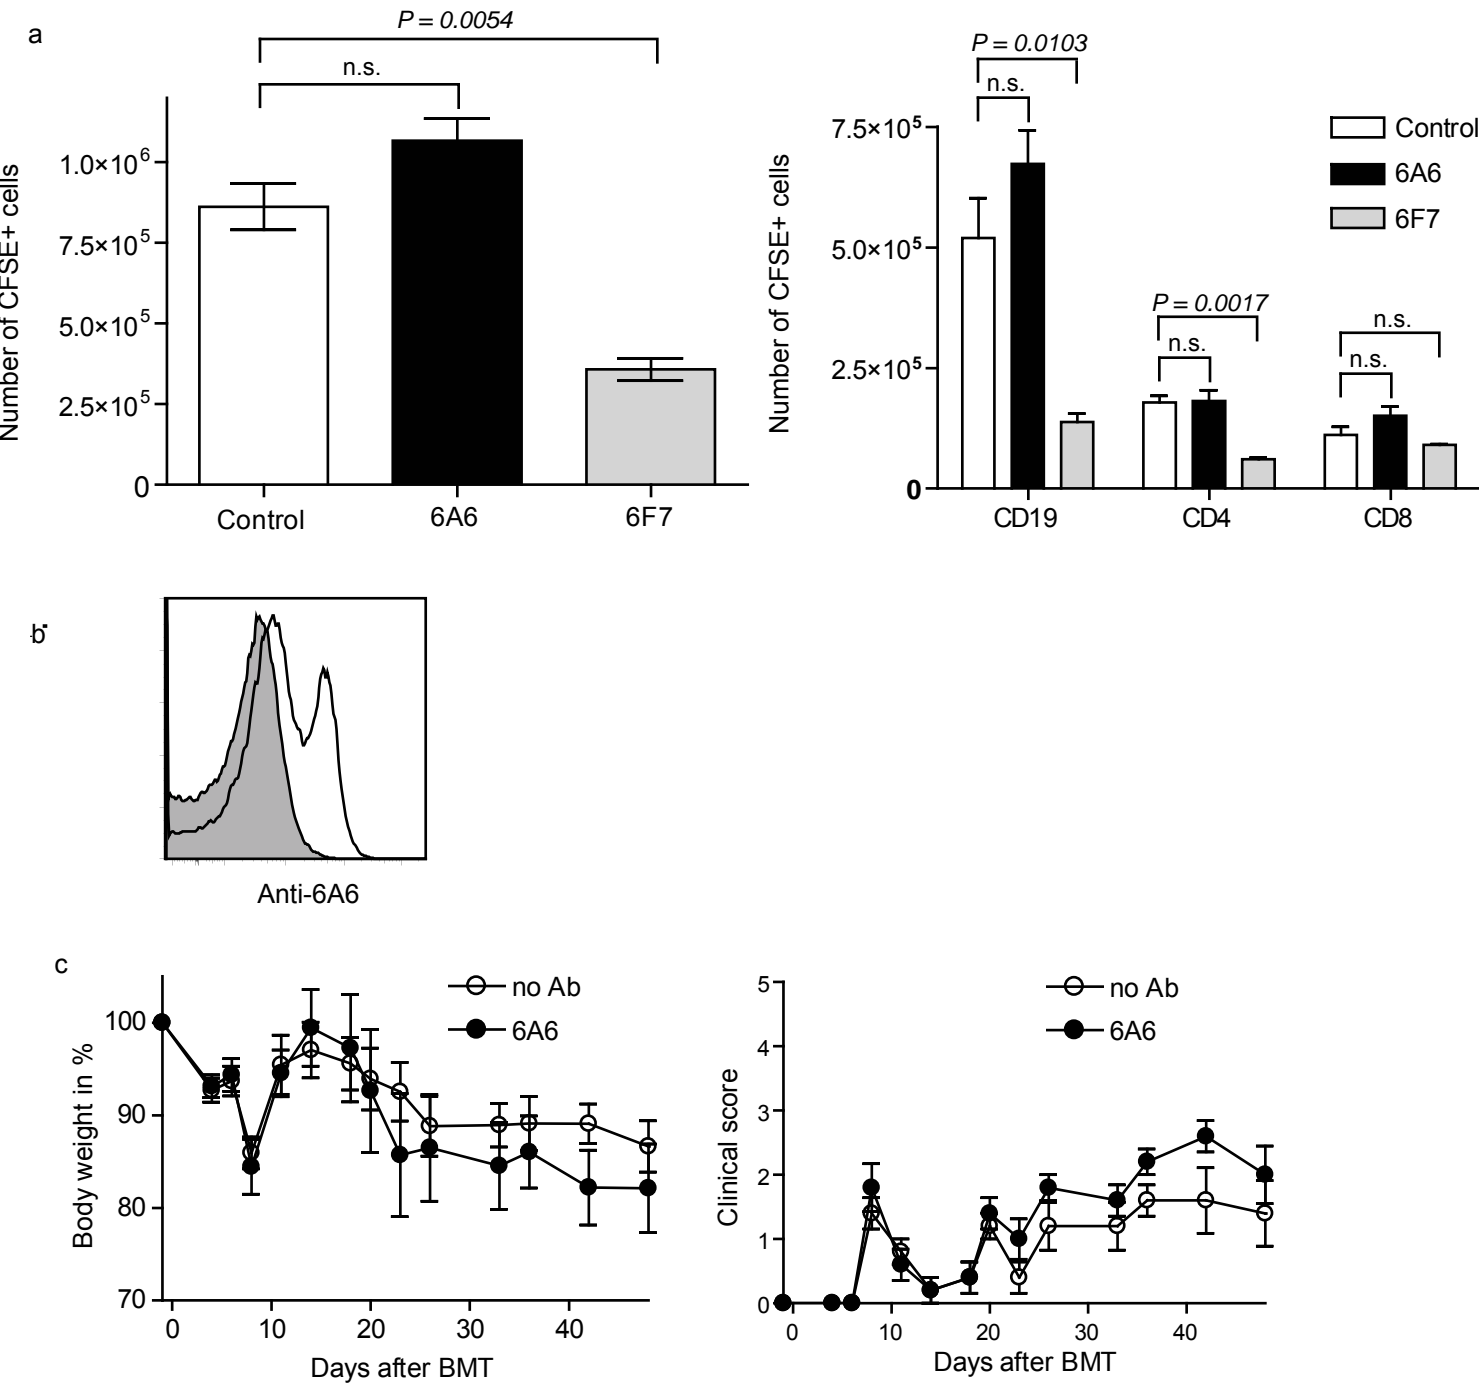 a
P = 0.0054
n.s.
Number of CFSE+ cells
1.0×10⁶
7.5×10⁵
5.0×10⁵
2.5×10⁵
0
Control 6A6 6F7
P = 0.0103
n.s.
Number of CFSE+ cells
7.5×10⁵
5.0×10⁵
2.5×10⁵
0
P = 0.0017
n.s.
n.s.
n.s.
CD19 CD4 CD8
Control
6A6
6F7
b
Anti-6A6
c
no Ab
6A6
Body weight in %
100
90
80
70
0 10 20 30 40
Days after BMT
no Ab
6A6
Clinical score
5
4
3
2
1
0
0 10 20 30 40
Days after BMT